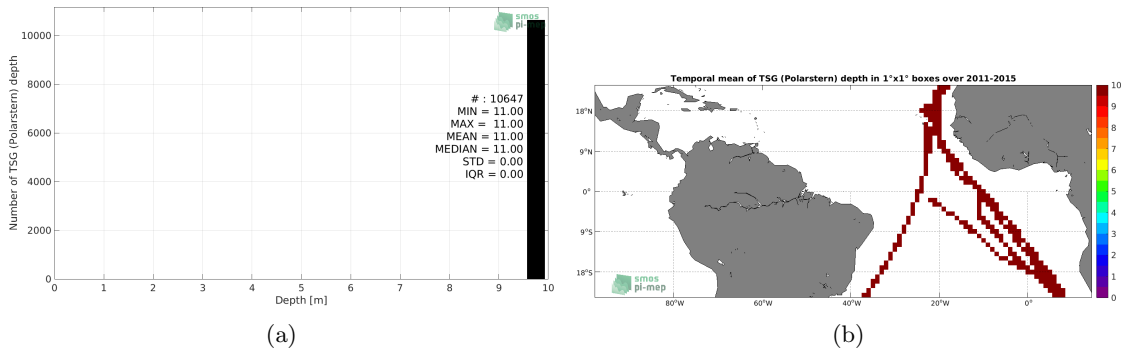 smos
pi-mep
10000
8000
6000
4000
2000
0
Number of TSG (Polarstern) depth
# : 10647
MIN = 11.00
MAX = 11.00
MEAN = 11.00
MEDIAN = 11.00
STD = 0.00
IQR = 0.00
0 1 2 3 4 5 6 7 8 9 10
Depth [m]
(a)
Temporal mean of TSG (Polarstern) depth in 1°x1° boxes over 2011-2015
18°N
9°N
0°
9°S
18°S
80°W 60°W 40°W 20°W 0°
smos
pi-mep
10
9
8
7
6
5
4
3
2
1
0
(b)